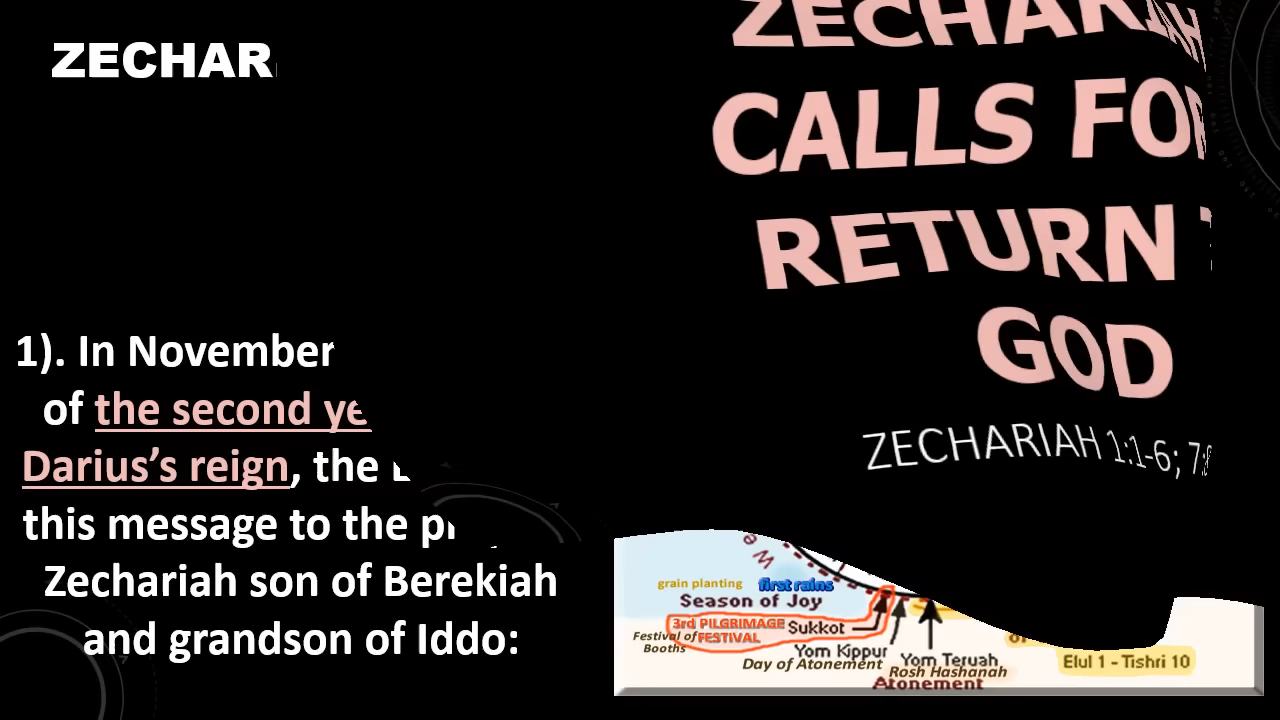 ZECHAR
1). In November
of the second ye
Darius’s reign, the
this message to the
Zechariah son of Berekiah
and grandson of Iddo:
ZECHARIAH
CALLS FOR
RETURN
GOD
ZECHARIAH 1:1-6; 7:
We
grain planting first rains
Season of Joy
3rd PILGRIMAGE
FESTIVAL
Sukkot
Festival of
Booths
Yom Kippur
Day of Atonement
Yom Teruah
Rosh Hashanah
Atonement
Elul 1 - Tishri 10